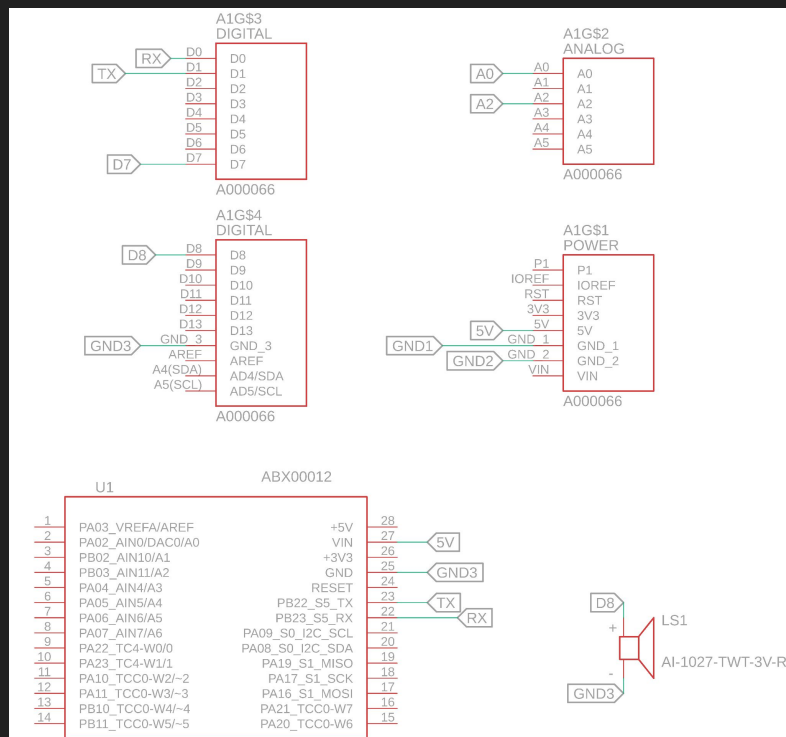 A1G$3
DIGITAL
RX D0 D0
TX D1 D1
D2 D2
D3 D3
D4 D4
D5 D5
D6 D6
D7 D7 D7
A000066
A1G$2
ANALOG
A0 A0 A0
A1 A1
A2 A2 A2
A3 A3
A4 A4
A5 A5
A000066
A1G$4
DIGITAL
D8 D8 D8
D9 D9
D10 D10
D11 D11
D12 D12
D13 D13
GND3 GND_3 GND_3
AREF AREF
A4(SDA) AD4/SDA
A5(SCL) AD5/SCL
A000066
A1G$1
POWER
P1 P1
IOREF IOREF
RST RST
3V3 3V3
5V 5V 5V
GND1 GND_1 GND_1
GND2 GND_2 GND_2
VIN VIN
A000066
U1 ABX00012
1 PA03_VREFA/AREF +5V 28
2 PA02_AIN0/DAC0/A0 VIN 27 5V
3 PB02_AIN10/A1 +3V3 26
4 PB03_AIN11/A2 GND 25 GND3
5 PA04_AIN4/A3 RESET 24
6 PA05_AIN5/A4 PB22_S5_TX 23 TX
7 PA06_AIN6/A5 PB23_S5_RX 22 RX
8 PA07_AIN7/A6 PA09_S0_I2C_SCL 21
9 PA22_TC4-W0/0 PA08_S0_I2C_SDA 20
10 PA23_TC4-W1/1 PA19_S1_MISO 19
11 PA10_TCC0-W2/~2 PA17_S1_SCK 18
12 PA11_TCC0-W3/~3 PA16_S1_MOSI 17
13 PB10_TCC0-W4/~4 PA21_TCC0-W7 16
14 PB11_TCC0-W5/~5 PA20_TCC0-W6 15
D8
+ LS1
AI-1027-TWT-3V-R
-
GND3